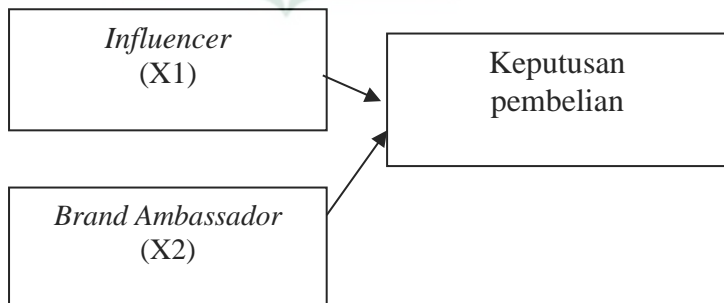 Influencer
(X1)
Keputusan
pembelian
Brand Ambassador
(X2)